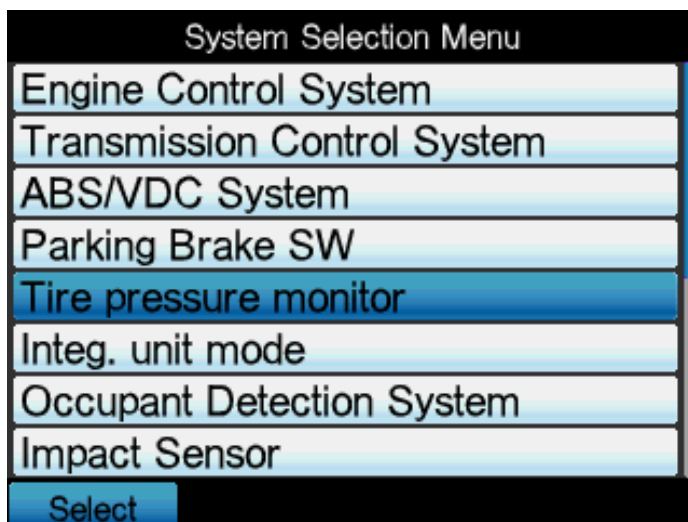 System Selection Menu
Engine Control System
Transmission Control System
ABS/VDC System
Parking Brake SW
Tire pressure monitor
Integ. unit mode
Occupant Detection System
Impact Sensor
Select